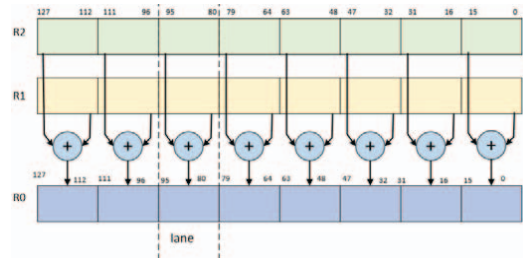 127 112 111 96 95 80 79 64 63 48 47 32 31 16 15 0
R2
R1
+ + + + + + + +
127 112 111 96 95 80 79 64 63 48 47 32 31 16 15 0
R0
lane